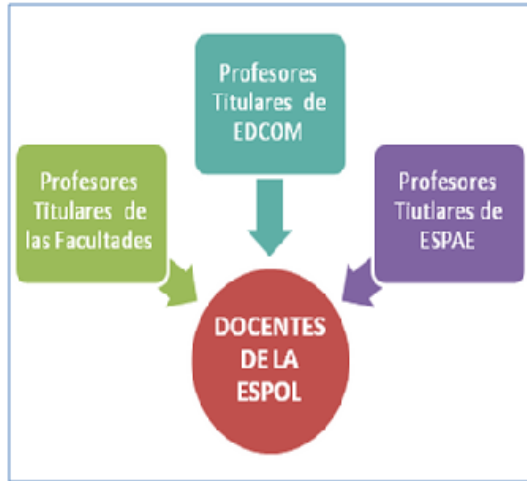 Profesores
Titulares de
EDCOM
Profesores
Titulares de
las Facultades
Profesores
Tiutlares de
ESPAE
DOCENTES
DE LA
ESPOL